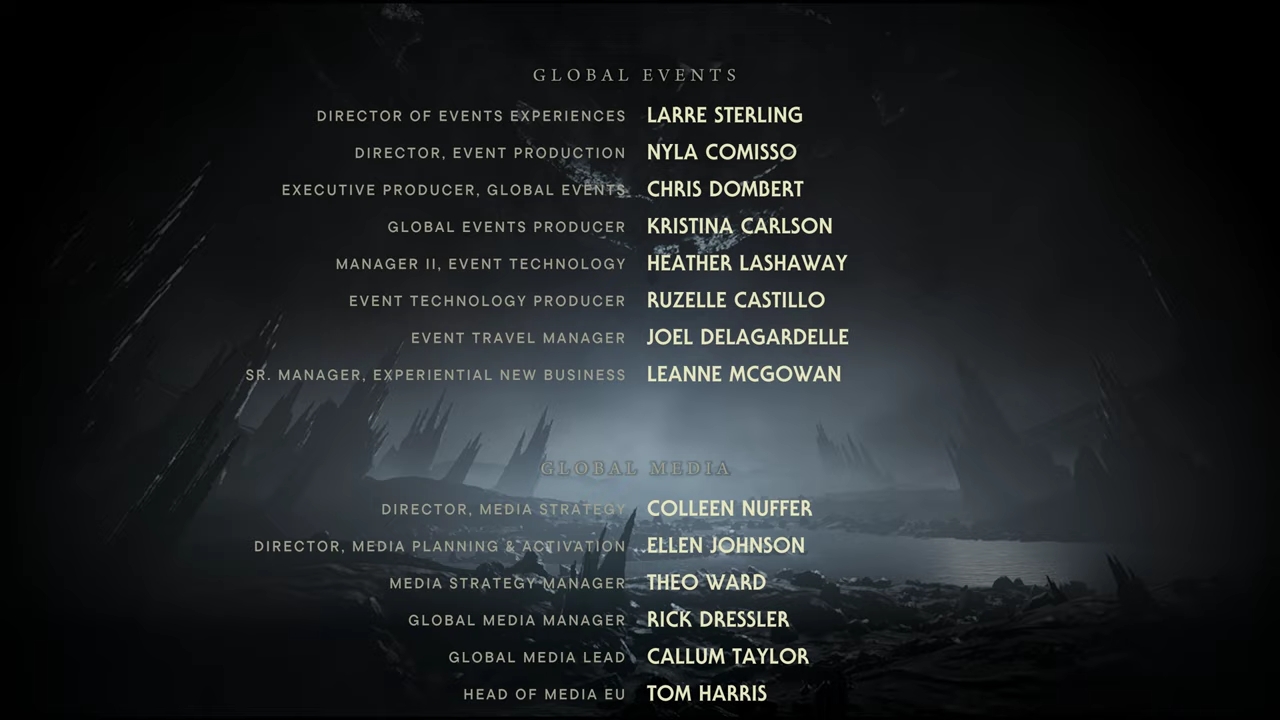 GLOBAL EVENTS
DIRECTOR OF EVENTS EXPERIENCES LARRE STERLING
DIRECTOR, EVENT PRODUCTION NYLA COMISSO
EXECUTIVE PRODUCER, GLOBAL EVENTS CHRIS DOMBERT
GLOBAL EVENTS PRODUCER KRISTINA CARLSON
MANAGER II, EVENT TECHNOLOGY HEATHER LASHAWAY
EVENT TECHNOLOGY PRODUCER RUZELLE CASTILLO
EVENT TRAVEL MANAGER JOEL DELAGARDELLE
SR. MANAGER, EXPERIENTIAL NEW BUSINESS LEANNE MCGOWAN
GLOBAL MEDIA
DIRECTOR, MEDIA STRATEGY COLLEEN NUFFER
DIRECTOR, MEDIA PLANNING & ACTIVATION ELLEN JOHNSON
MEDIA STRATEGY MANAGER THEO WARD
GLOBAL MEDIA MANAGER RICK DRESSLER
GLOBAL MEDIA LEAD CALLUM TAYLOR
HEAD OF MEDIA EU TOM HARRIS